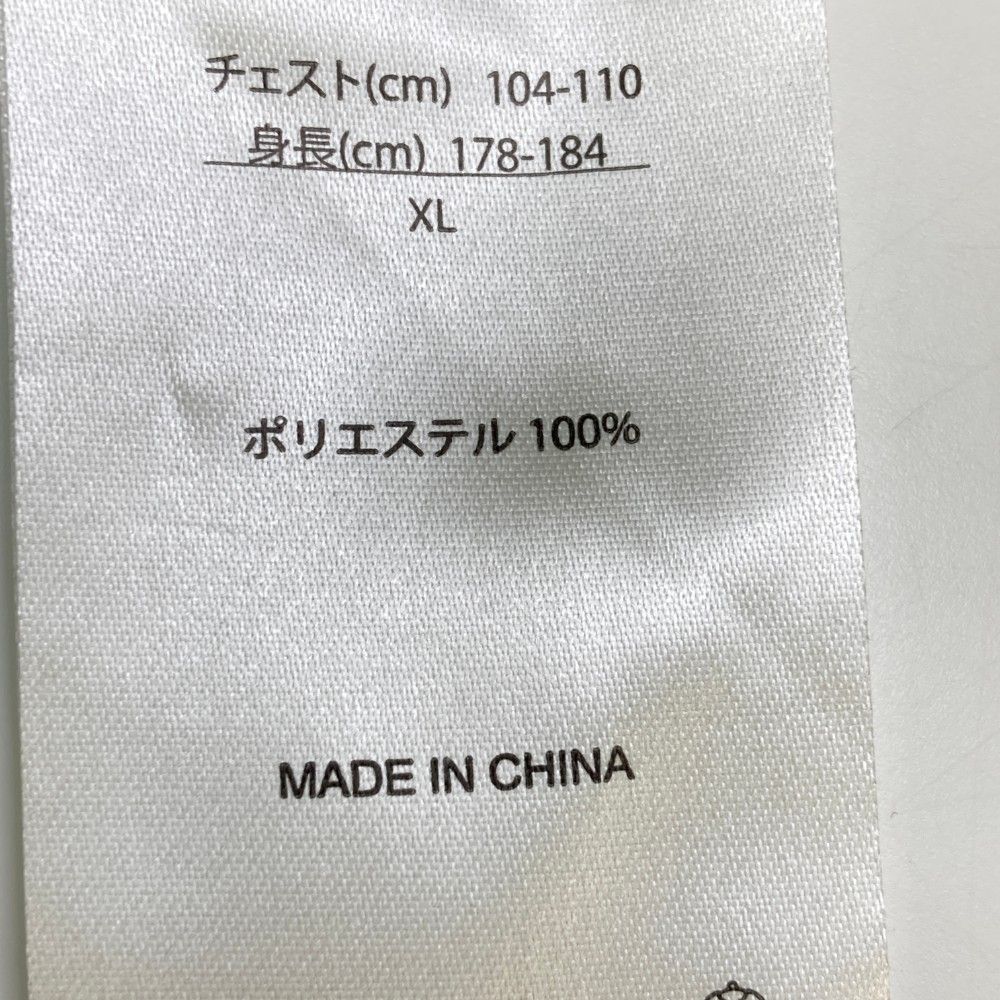 チェスト(cm) 104-110
身長(cm) 178-184
XL
ポリエステル 100%
MADE IN CHINA